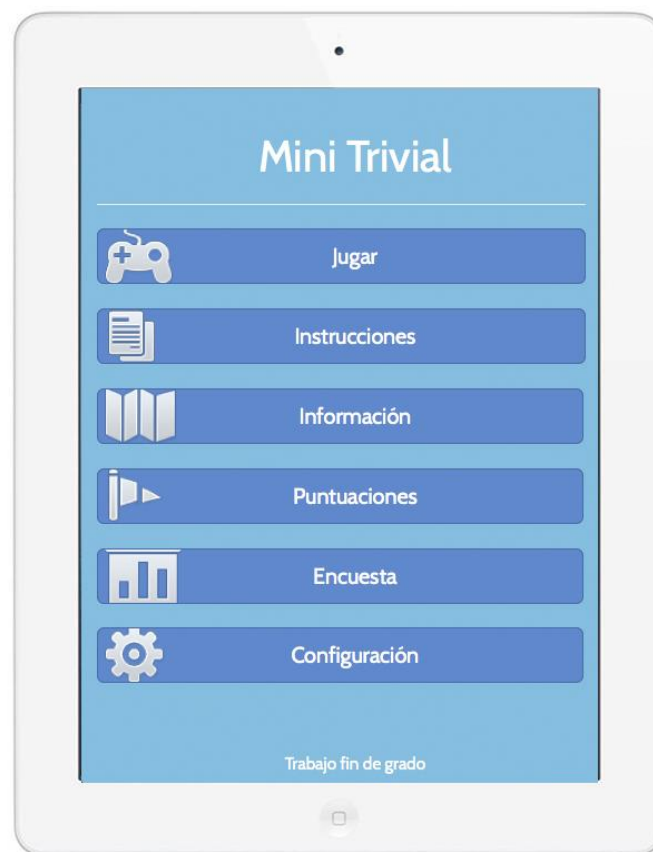 Mini Trivial
Jugar
Instrucciones
Información
Puntuaciones
Encuesta
Configuración
Trabajo fin de grado